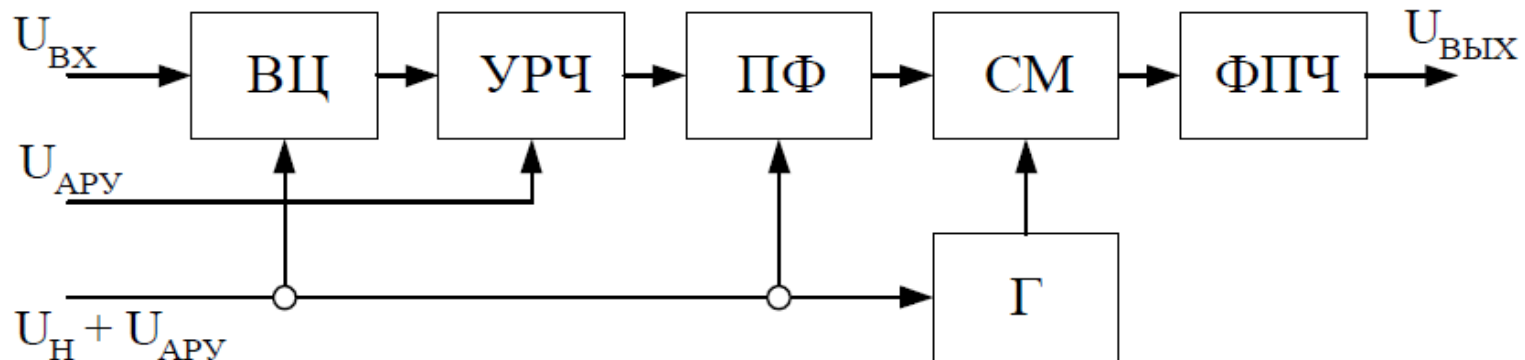 U_ВХ ВЦ УРЧ ПФ СМ ФПЧ U_ВЫХ
U_АРУ
Г
U_Н + U_АРУ